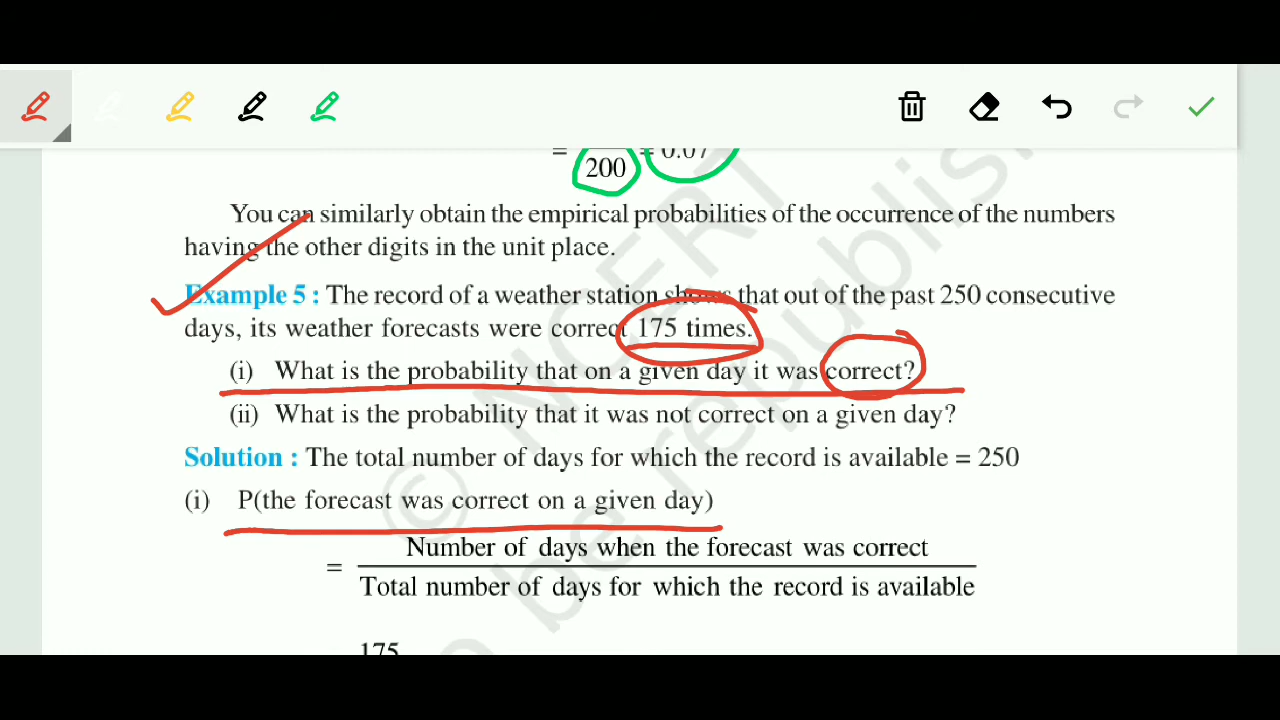 = 200 = 0.07
You can similarly obtain the empirical probabilities of the occurrence of the numbers
having the other digits in the unit place.
Example 5 : The record of a weather station shows that out of the past 250 consecutive
days, its weather forecasts were correct 175 times.
(i) What is the probability that on a given day it was correct?
(ii) What is the probability that it was not correct on a given day?
Solution : The total number of days for which the record is available = 250
(i) P(the forecast was correct on a given day)
= Number of days when the forecast was correct
Total number of days for which the record is available
175
© NCERT
be republish